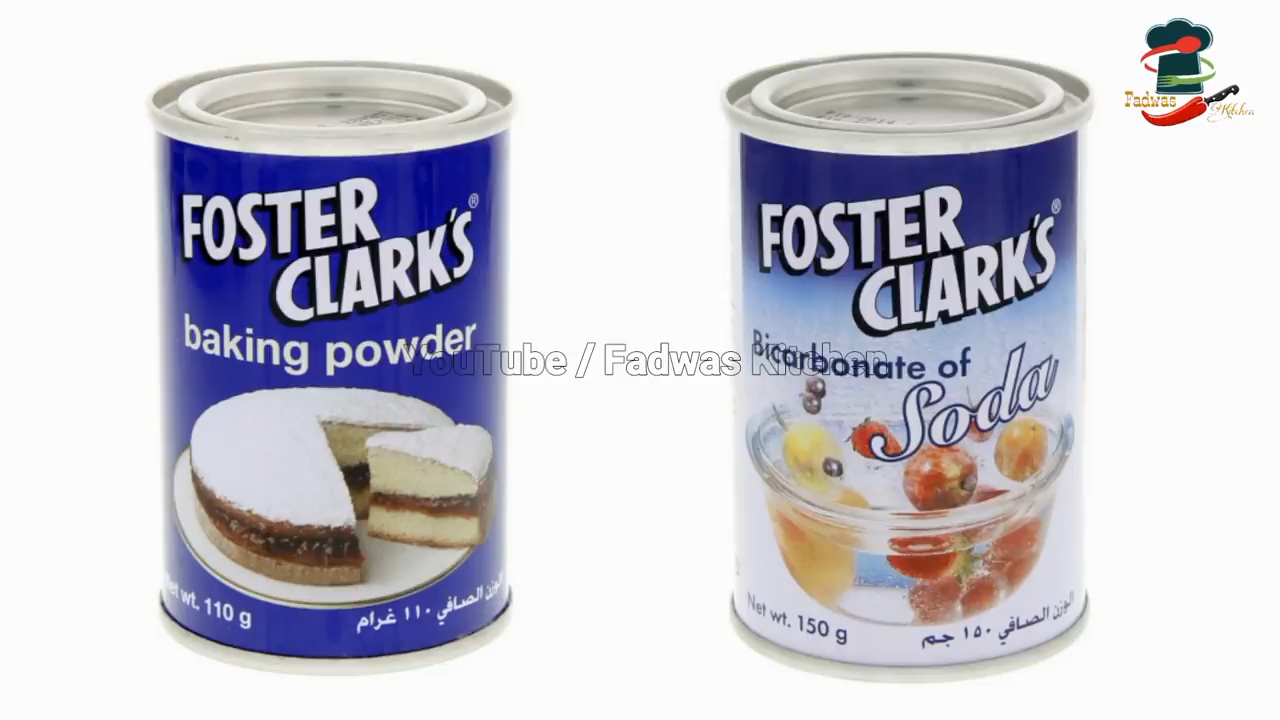 FOSTER
CLARK'S®
baking powder
et wt. 110 g
الوزن الصافي ١١٠ غرام
FOSTER
CLARK'S®
Bicarbonate of
Soda
Net wt. 150 g
الوزن الصافي ١٥٠ جم
YouTube / Fadwas Kitchen
Fadwas
Kitchen